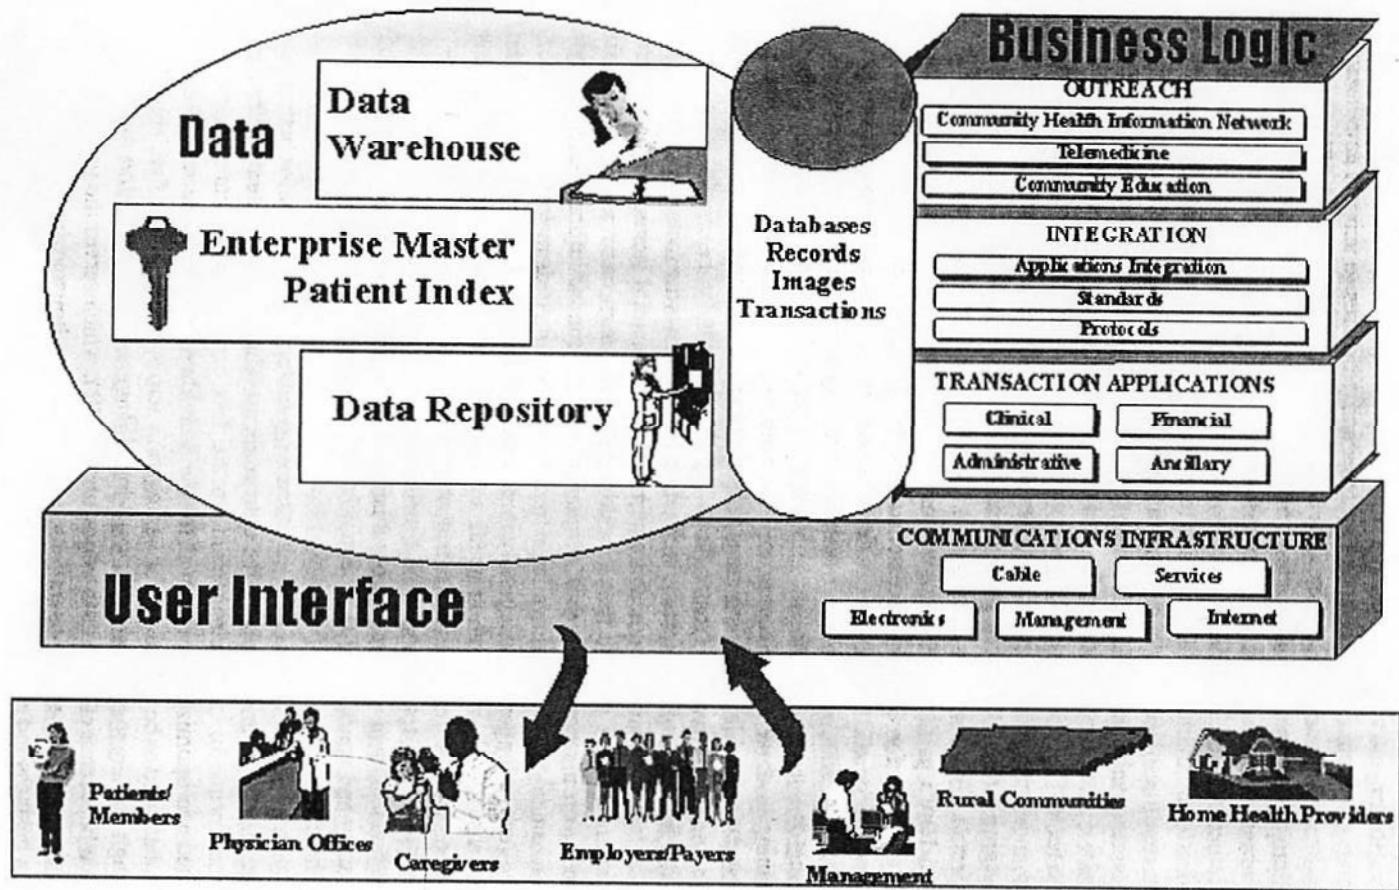 Data
Data
Warehouse
Enterprise Master
Patient Index
Data Repository
Databases
Records
Images
Transactions
Business Logic
OUTREACH
Community Health Information Network
Telemedicine
Community Education
INTEGRATION
Applications Integration
Standards
Protocols
TRANSACTION APPLICATIONS
Clinical
Financial
Administrative
Ancillary
User Interface
COMMUNICATIONS INFRASTRUCTURE
Cable
Services
Electronics
Management
Internet
Patients/
Members
Physician Offices
Caregivers
Employers/Payers
Management
Rural Communities
Home Health Providers